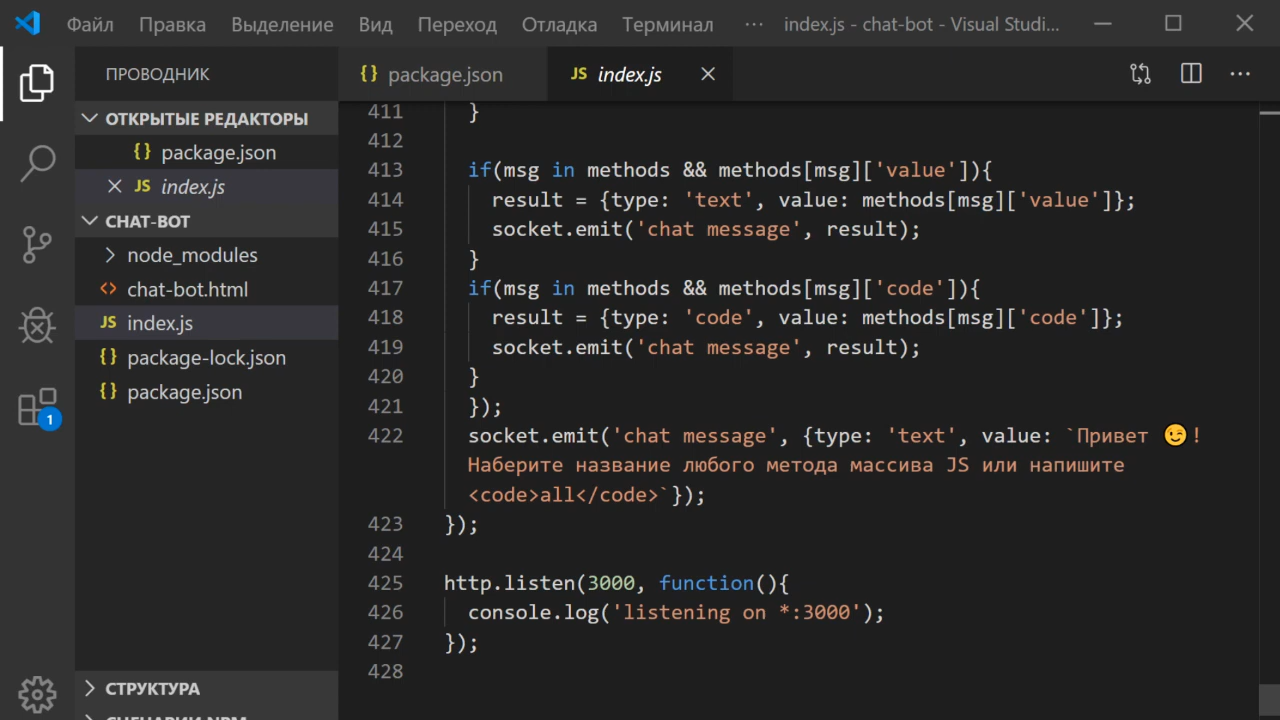 Файл Правка Выделение Вид Переход Отладка Терминал ··· index.js - chat-bot - Visual Studi...
ПРОВОДНИК
{} package.json JS index.js
ОТКРЫТЫЕ РЕДАКТОРЫ
{} package.json
JS index.js
CHAT-BOT
node_modules
<> chat-bot.html
JS index.js
{} package-lock.json
{} package.json
1
СТРУКТУРА
СЦЕНАРИИ NPM
411 }
412
413 if(msg in methods && methods[msg]['value']){
414 result = {type: 'text', value: methods[msg]['value']};
415 socket.emit('chat message', result);
416 }
417 if(msg in methods && methods[msg]['code']){
418 result = {type: 'code', value: methods[msg]['code']};
419 socket.emit('chat message', result);
420 }
421 });
422 socket.emit('chat message', {type: 'text', value: `Привет 😉!
Наберите название любого метода массива JS или напишите
<code>all</code>`});
423 });
424
425 http.listen(3000, function(){
426 console.log('listening on *:3000');
427 });
428